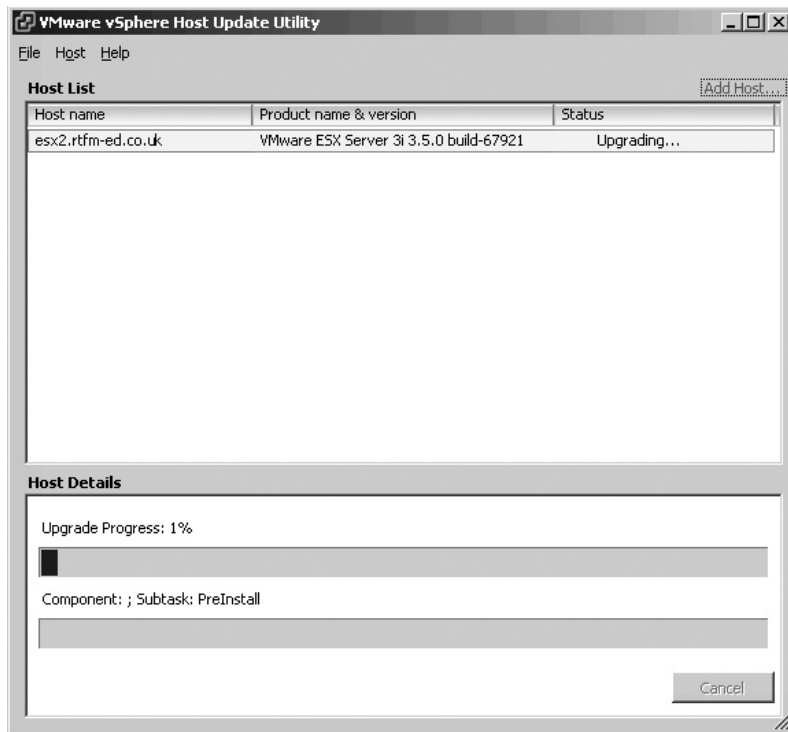 VMware vSphere Host Update Utility
File Host Help
Host List
Add Host...
Host name Product name & version Status
esx2.rtfm-ed.co.uk VMware ESX Server 3i 3.5.0 build-67921 Upgrading...
Host Details
Upgrade Progress: 1%
Component: ; Subtask: PreInstall
Cancel